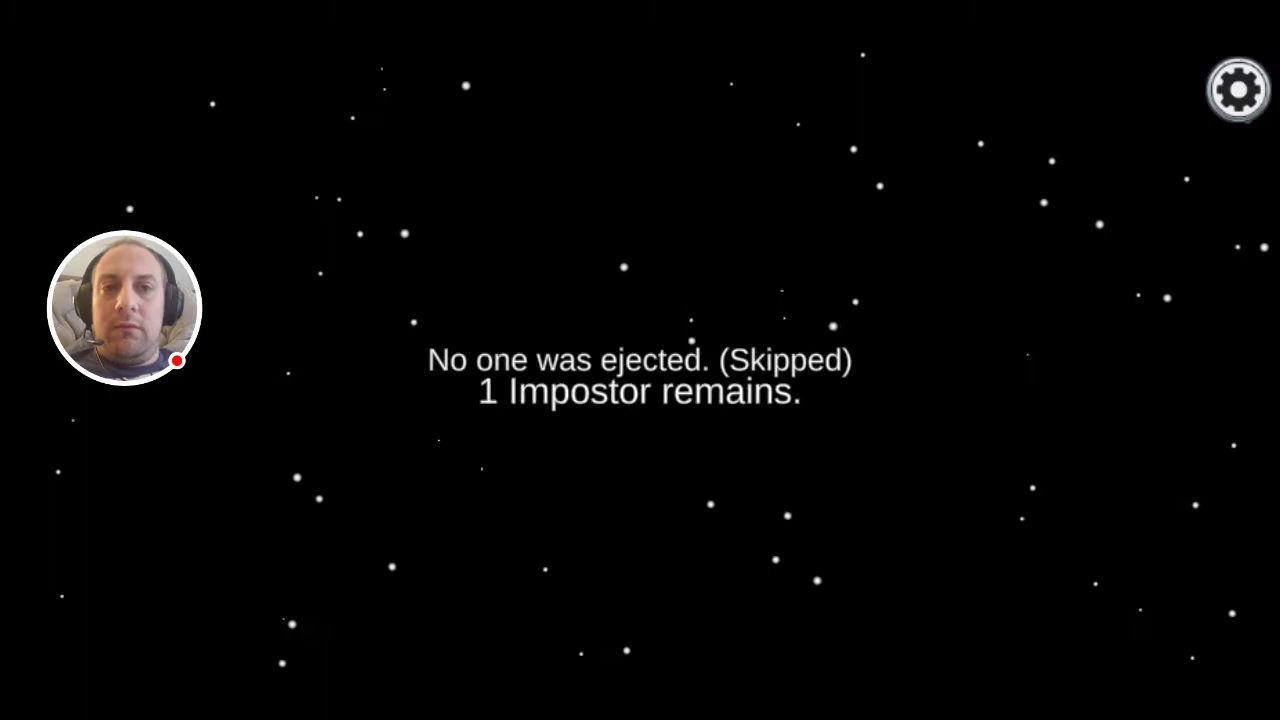 No one was ejected. (Skipped)
1 Impostor remains.